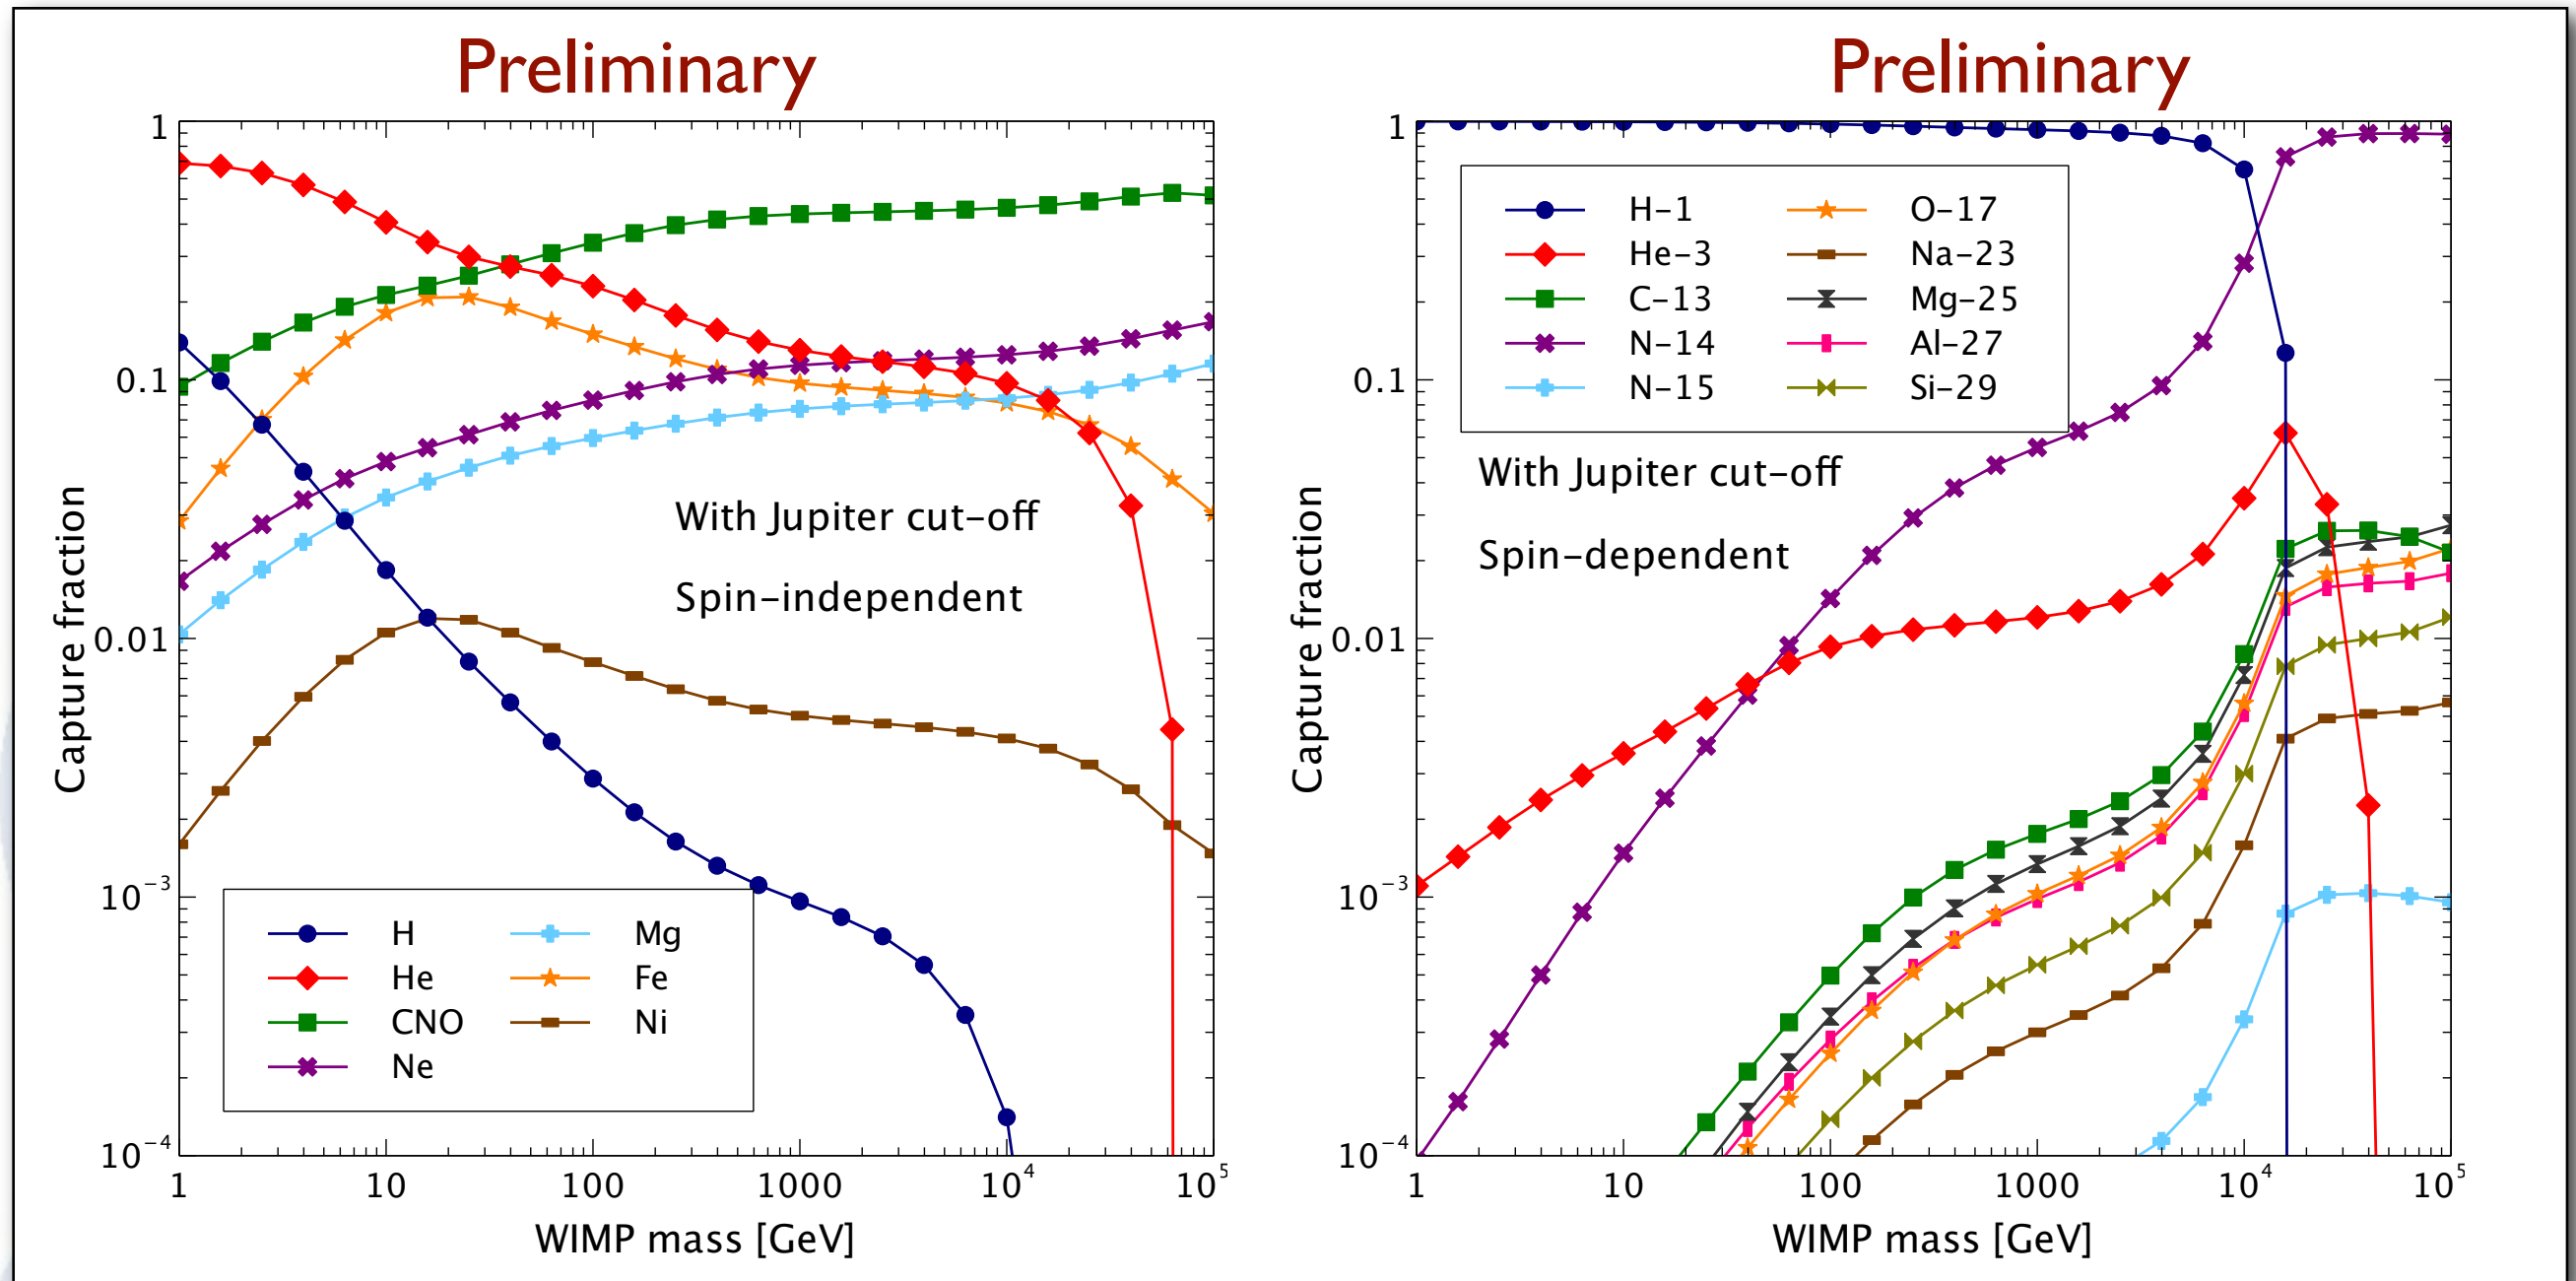 Preliminary
1
0.1
0.01
10⁻³
10⁻⁴
Capture fraction
With Jupiter cut-off
Spin-independent
H
He
CNO
Ne
Mg
Fe
Ni
1
10
100
1000
10⁴
10⁵
WIMP mass [GeV]
Preliminary
1
0.1
0.01
10⁻³
10⁻⁴
Capture fraction
H-1
He-3
C-13
N-14
N-15
O-17
Na-23
Mg-25
Al-27
Si-29
With Jupiter cut-off
Spin-dependent
1
10
100
1000
10⁴
10⁵
WIMP mass [GeV]